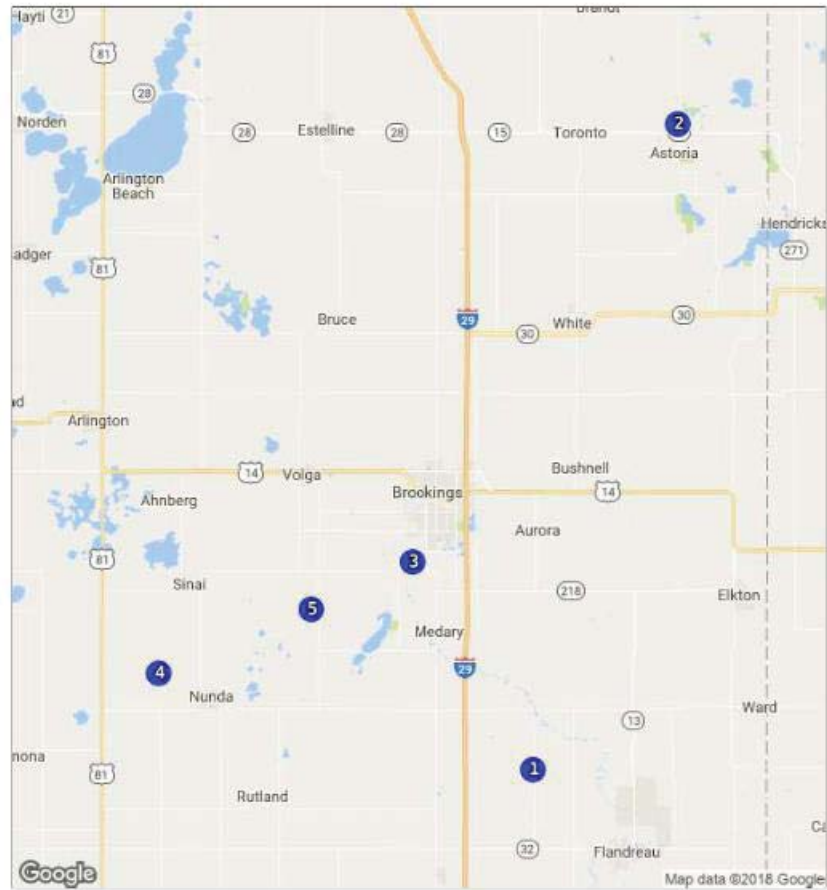 Hayti
21
Brandt
81
28
2
Norden
28
Estelline
28
15
Toronto
Astoria
Arlington
Beach
Hendricks
271
adger
81
Bruce
29
30
White
30
Arlington
14
Volga
Bushnell
Brookings
14
Ahnberg
Aurora
81
3
Sinai
218
Elkton
5
Medary
4
29
Nunda
Ward
13
nona
81
1
Rutland
32
Flandreau
Google
Map data ©2018 Google